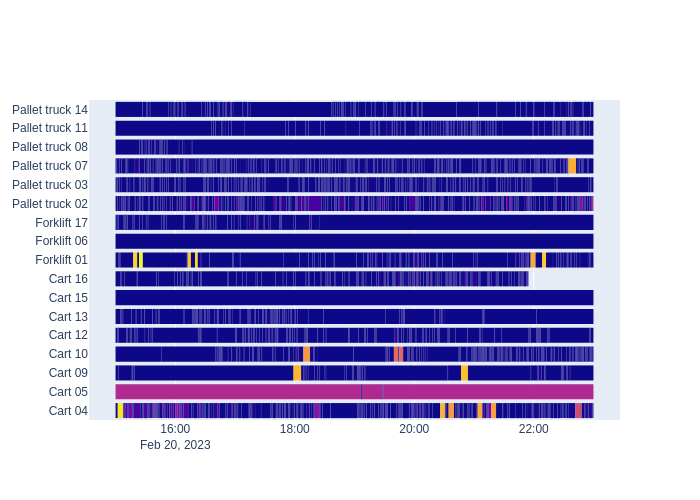 Pallet truck 14
Pallet truck 11
Pallet truck 08
Pallet truck 07
Pallet truck 03
Pallet truck 02
Forklift 17
Forklift 06
Forklift 01
Cart 16
Cart 15
Cart 13
Cart 12
Cart 10
Cart 09
Cart 05
Cart 04
16:00 18:00 20:00 22:00
Feb 20, 2023